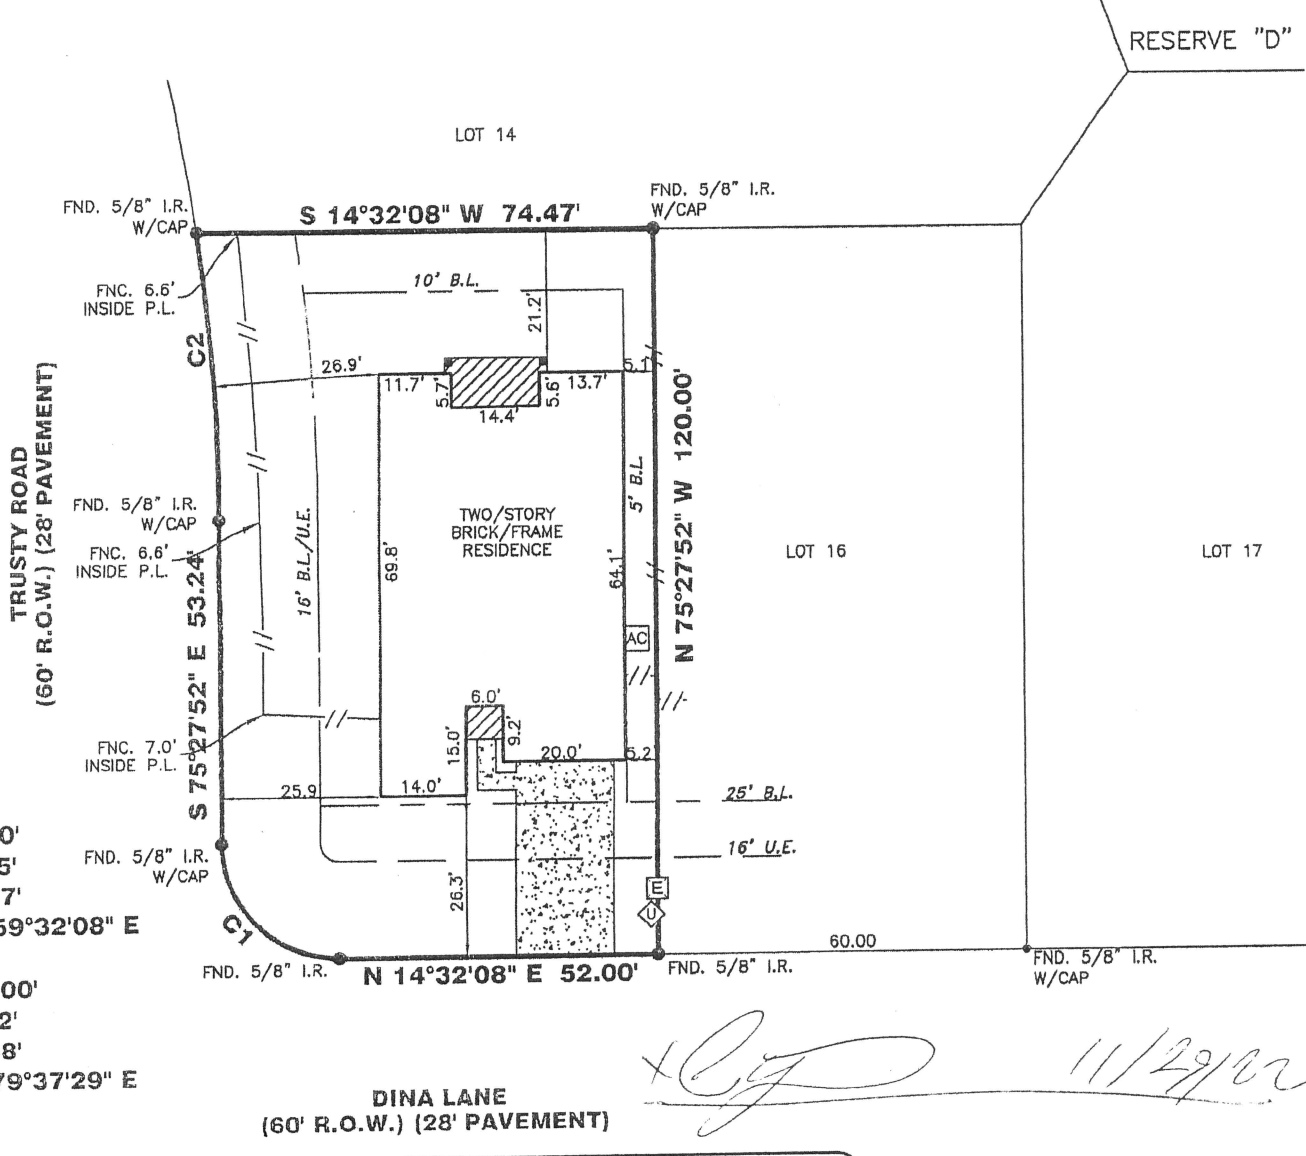 RESERVE "D"
LOT 14
FND. 5/8" I.R.
W/CAP
S 14°32'08" W 74.47'
FND. 5/8" I.R.
W/CAP
FNC. 6.6'
INSIDE P.L.
10' B.L.
21.2'
C2
26.9'
11.7'
5.7'
14.4'
5.6'
13.7'
5.1'
TRUSTY ROAD
(60' R.O.W.) (28' PAVEMENT)
N 75°27'52" W 120.00'
5' B.L.
FND. 5/8" I.R.
W/CAP
FNC. 6.6'
INSIDE P.L.
16' B.L./U.E.
69.8'
TWO/STORY
BRICK/FRAME
RESIDENCE
64.1'
LOT 16
LOT 17
AC
S 75°27'52" E 53.24'
6.0'
15.0'
9.2'
FNC. 7.0'
INSIDE P.L.
20.0'
5.2
25.9
14.0'
25' B.L.
16' U.E.
0'
5'
7'
59°32'08" E
FND. 5/8" I.R.
W/CAP
26.3'
E
U
C1
60.00
FND. 5/8" I.R.
N 14°32'08" E 52.00'
FND. 5/8" I.R.
FND. 5/8" I.R.
W/CAP
00'
2'
8'
79°37'29" E
X
11/29/22
DINA LANE
(60' R.O.W.) (28' PAVEMENT)